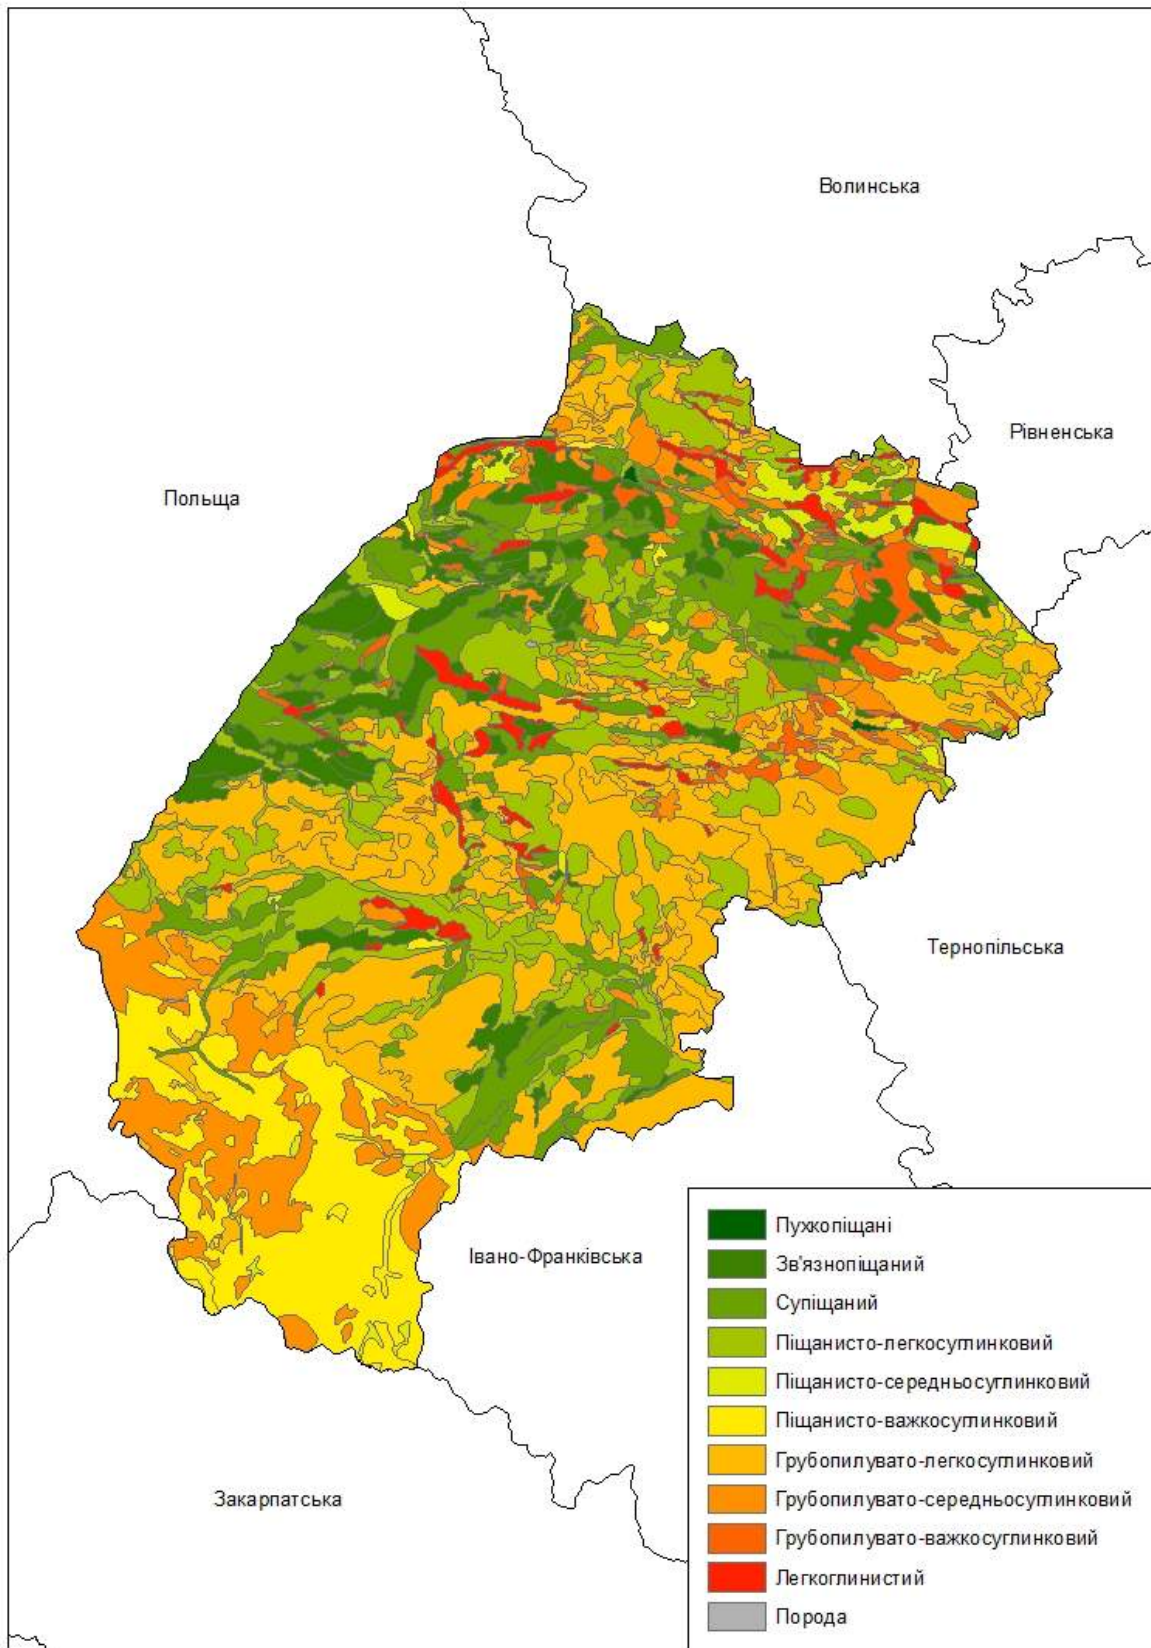 Волинська
Рівненська
Польща
Тернопільська
Івано-Франківська
Закарпатська
Пухкопіщані
Зв'язнопіщаний
Супіщаний
Піщанисто-легкосуглинковий
Піщанисто-середньосуглинковий
Піщанисто-важкосуглинковий
Грубопилувато-легкосуглинковий
Грубопилувато-середньосуглинковий
Грубопилувато-важкосуглинковий
Легкоглинистий
Порода